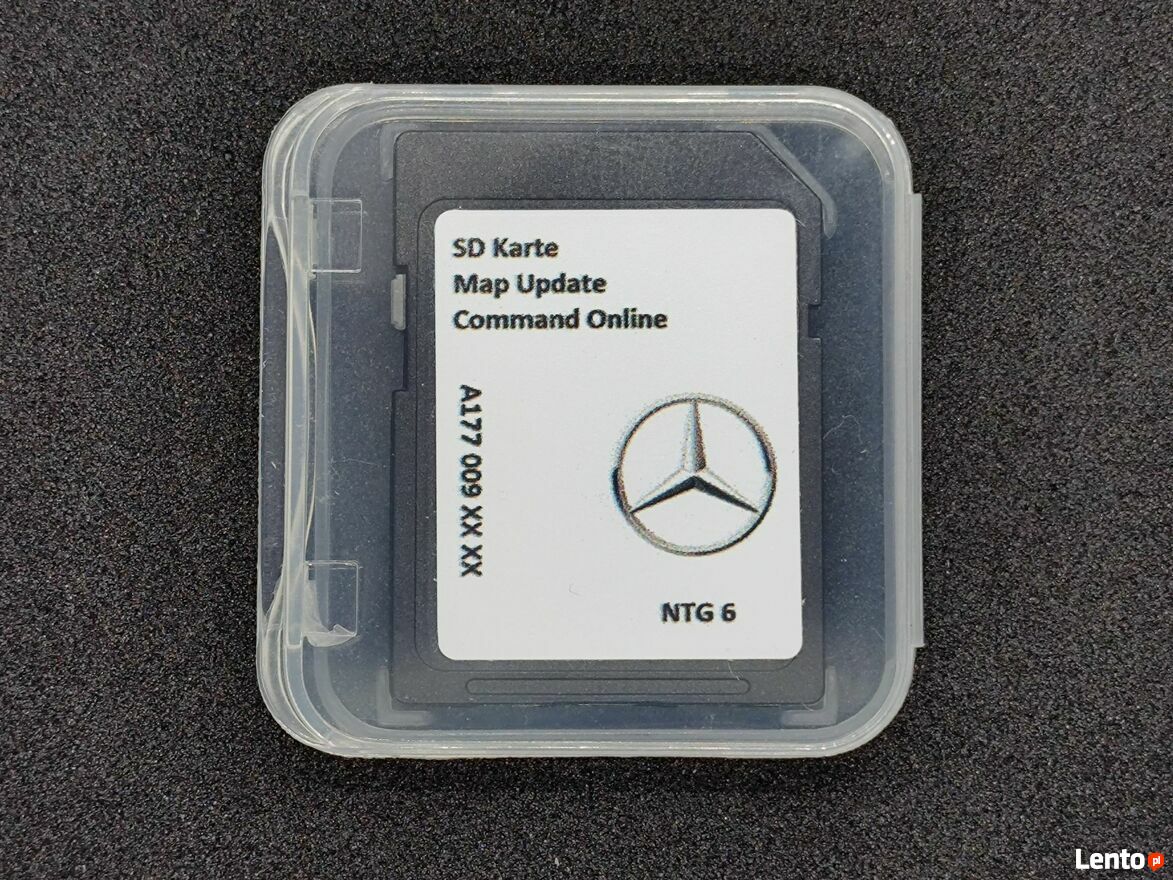 SD Karte
Map Update
Command Online
A177 009 XX XX
NTG 6
Lento pl